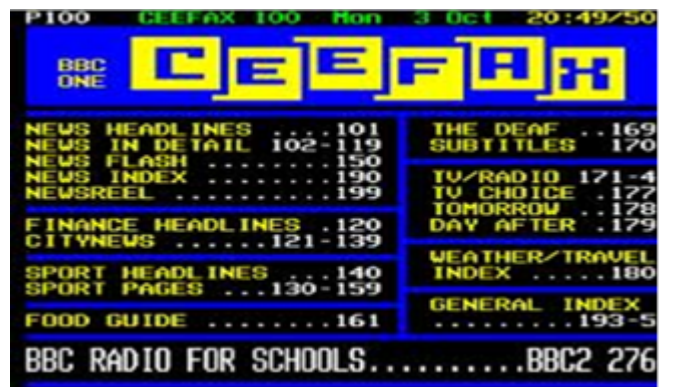 P100 CEEFAX 100 Mon 3 Oct 20:49/50
BBC
ONE
CEEFAX
NEWS HEADLINES ....101
NEWS IN DETAIL 102-119
NEWS FLASH ........150
NEWS INDEX ........190
NEWSREEL ..........199
FINANCE HEADLINES .120
CITYNEWS ......121-139
SPORT HEADLINES ...140
SPORT PAGES ...130-159
FOOD GUIDE ........161
THE DEAF ..169
SUBTITLES 170
TV/RADIO 171-4
TV CHOICE .177
TOMORROW ..178
DAY AFTER .179
WEATHER/TRAVEL
INDEX .....180
GENERAL INDEX
.........193-5
BBC RADIO FOR SCHOOLS..........BBC2 276